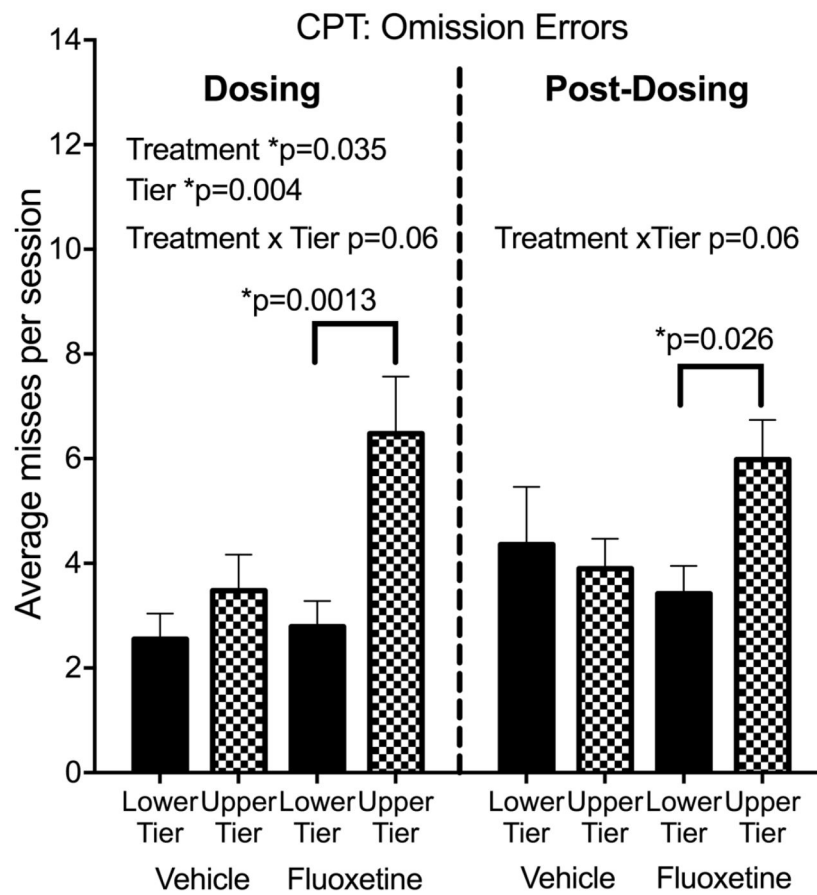 CPT: Omission Errors
Average misses per session
14
12
10
8
6
4
2
0
Dosing
Treatment *p=0.035
Tier *p=0.004
Treatment x Tier p=0.06
*p=0.0013
Post-Dosing
Treatment xTier p=0.06
*p=0.026
Lower Tier
Upper Tier
Lower Tier
Upper Tier
Vehicle
Fluoxetine
Lower Tier
Upper Tier
Lower Tier
Upper Tier
Vehicle
Fluoxetine